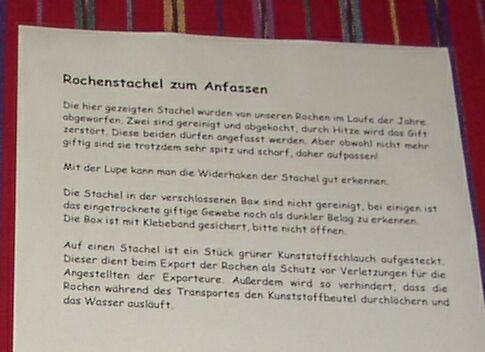 Rochenstachel zum Anfassen
Die hier gezeigten Stachel wurden von unseren Rochen im Laufe der Jahre
abgeworfen. Zwei sind gereinigt und abgekocht, durch Hitze wird das Gift
zerstört. Diese beiden dürfen angefasst werden. Aber obwohl nicht mehr
giftig sind sie trotzdem sehr spitz und scharf, daher aufpassen!
Mit der Lupe kann man die Widerhaken der Stachel gut erkennen.
Die Stachel in der verschlossenen Box sind nicht gereinigt, bei einigen ist
das eingetrocknete giftige Gewebe noch als dunkler Belag zu erkennen.
Die Box ist mit Klebeband gesichert, bitte nicht öffnen.
Auf einen Stachel ist ein Stück grüner Kunststoffschlauch aufgesteckt.
Dieser dient beim Export der Rochen als Schutz vor Verletzungen für die
Angestellten der Exporteure. Außerdem wird so verhindert, dass die
Rochen während des Transportes den Kunststoffbeutel durchlöchern und
das Wasser ausläuft.